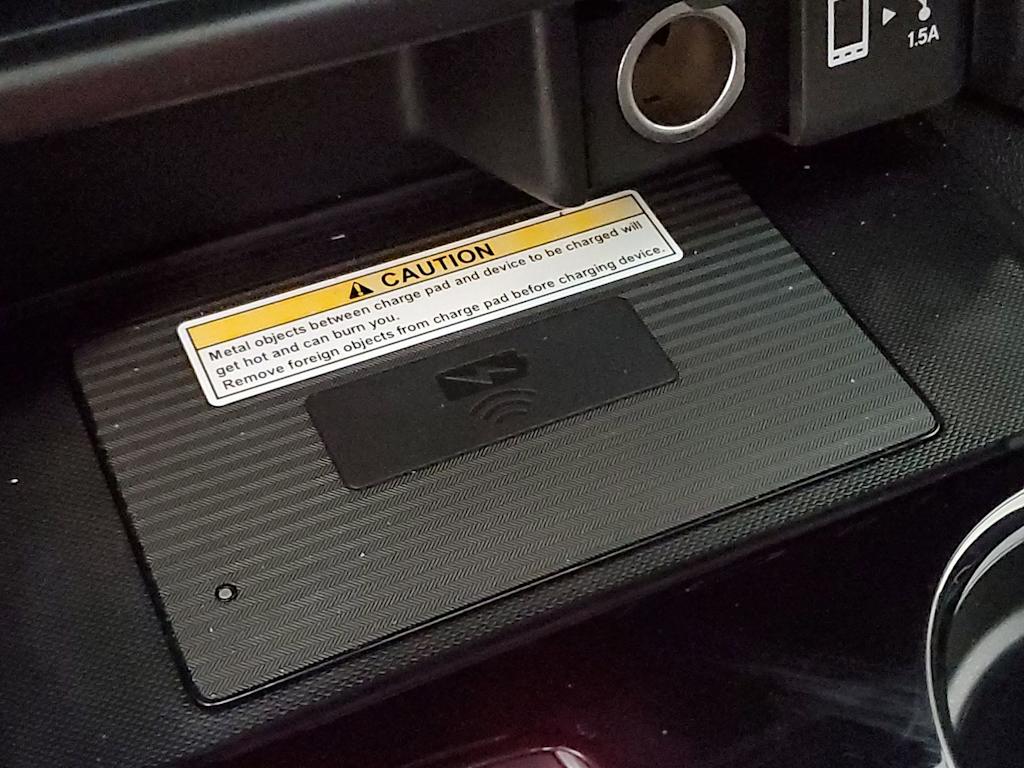 1.5A
CAUTION
Metal objects between charge pad and device to be charged will
get hot and can burn you.
Remove foreign objects from charge pad before charging device.